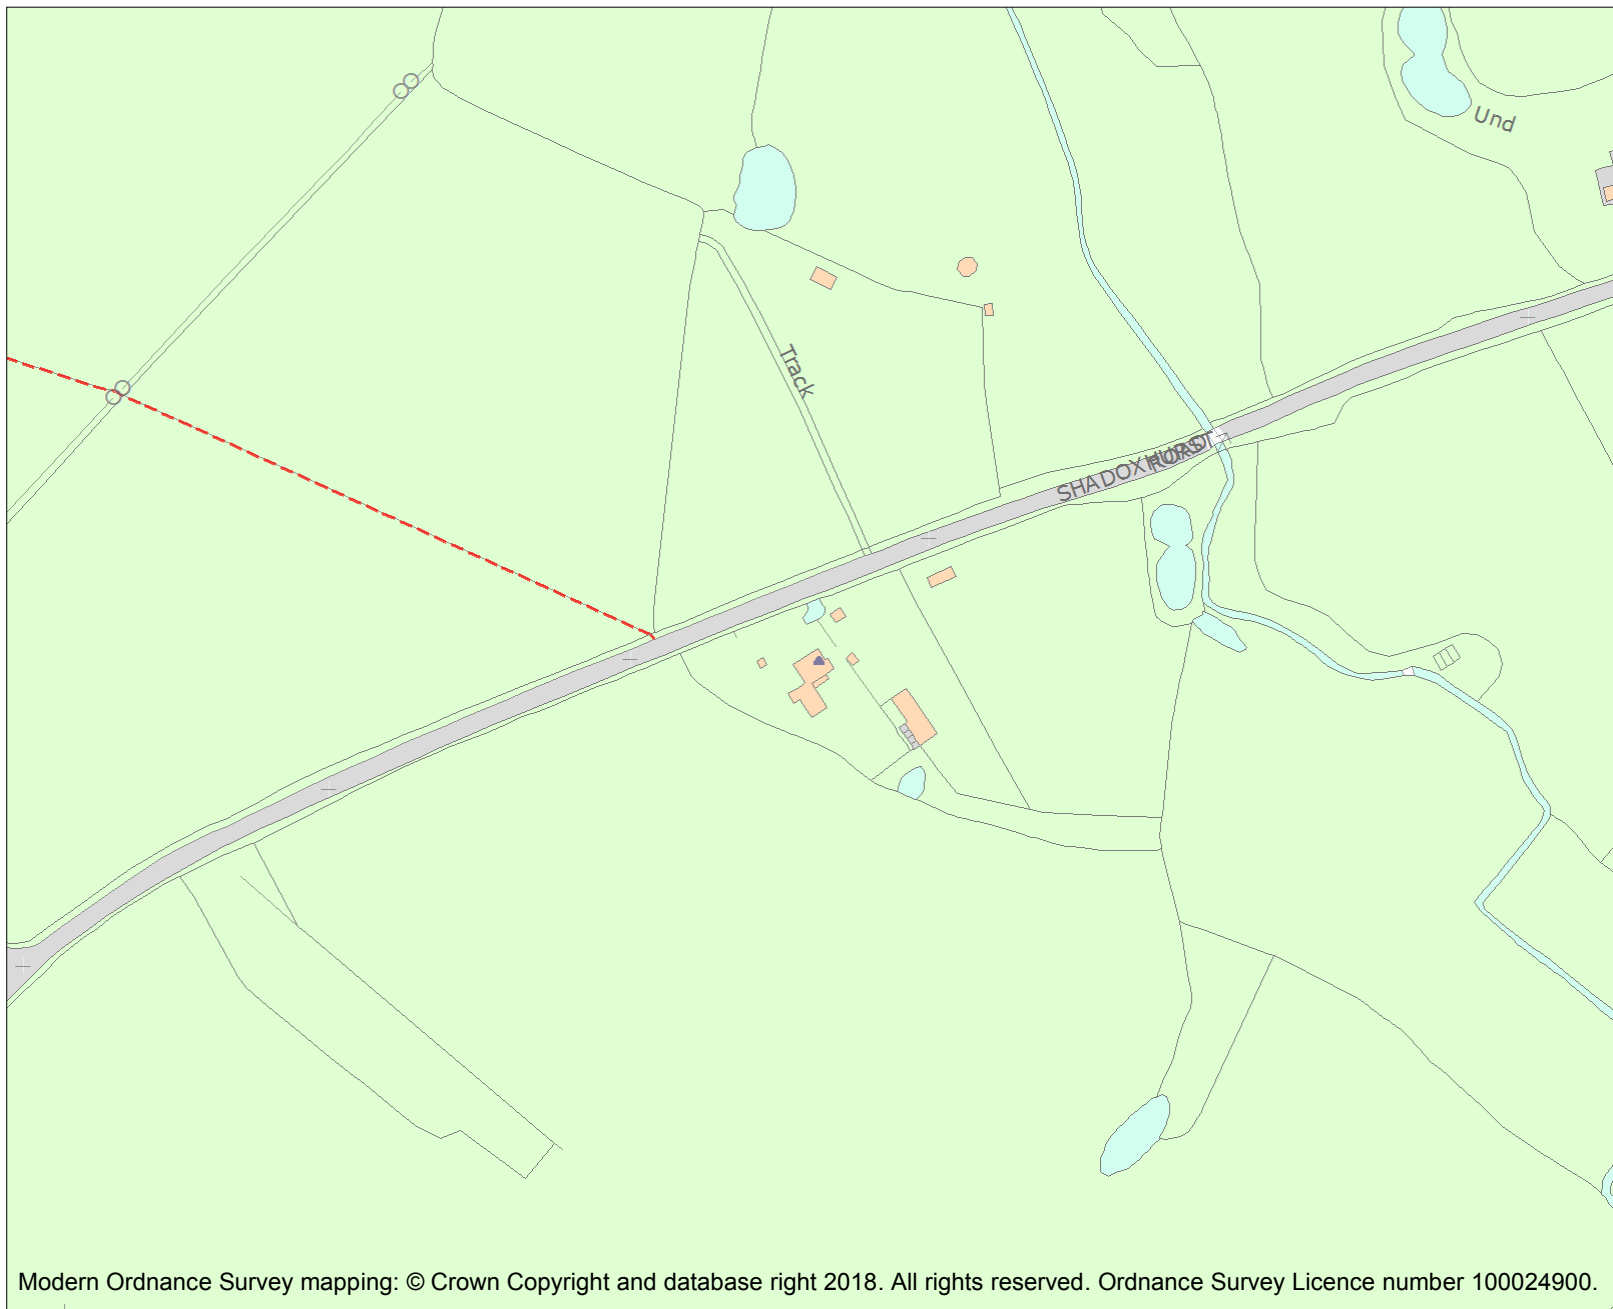 Und
Track
SHADOXHURST
ROAD
Modern Ordnance Survey mapping: © Crown Copyright and database right 2018. All rights reserved. Ordnance Survey Licence number 100024900.